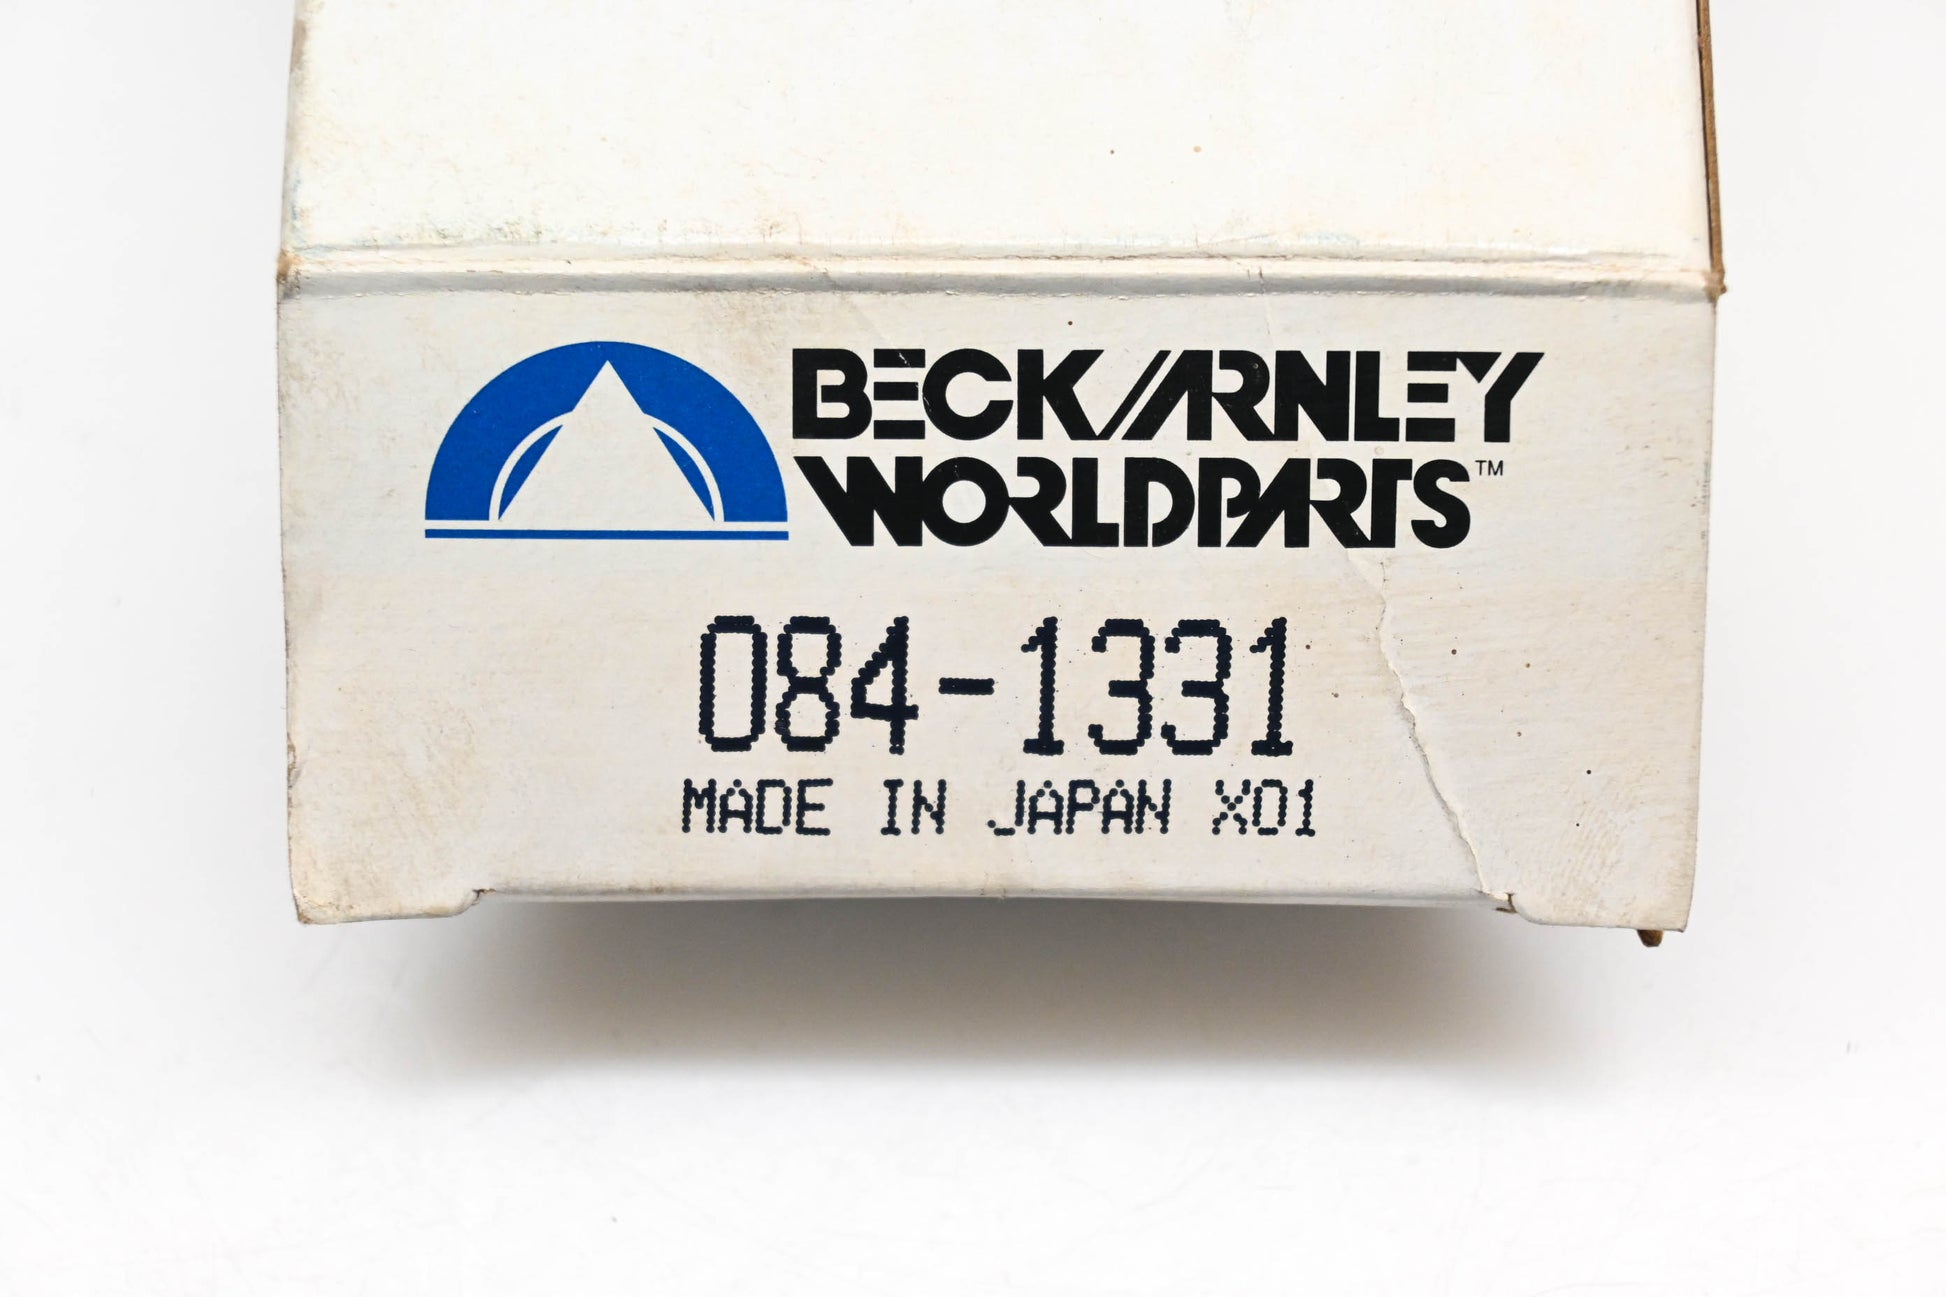 BECK/ARNLEY
WORLDPARTS™
084-1331
MADE IN JAPAN X01